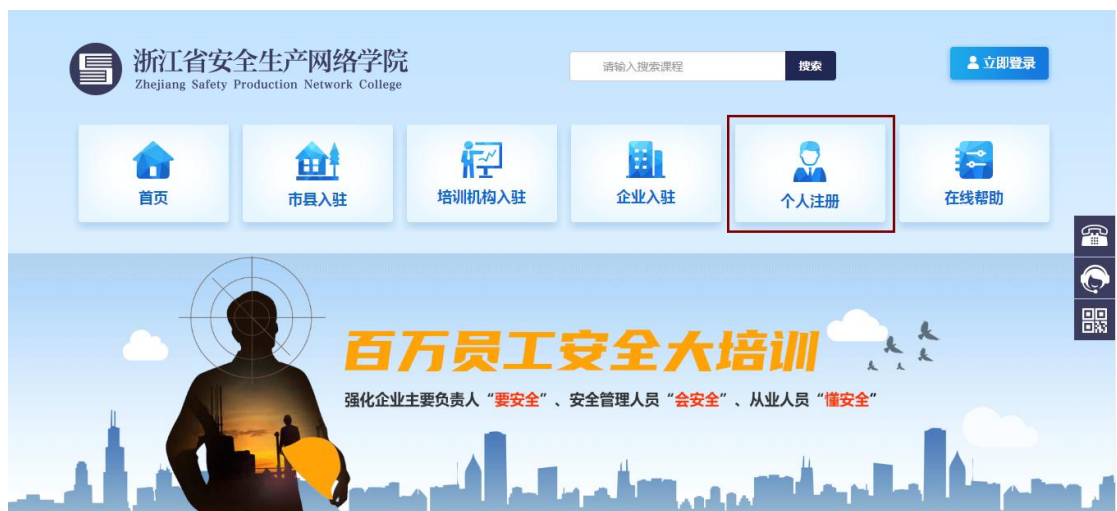 浙江省安全生产网络学院
Zhejiang Safety Production Network College
请输入搜索课程
搜索
立即登录
首页
市县入驻
培训机构入驻
企业入驻
个人注册
在线帮助
百万员工安全大培训
强化企业主要负责人“要安全”、安全管理人员“会安全”、从业人员“懂安全”